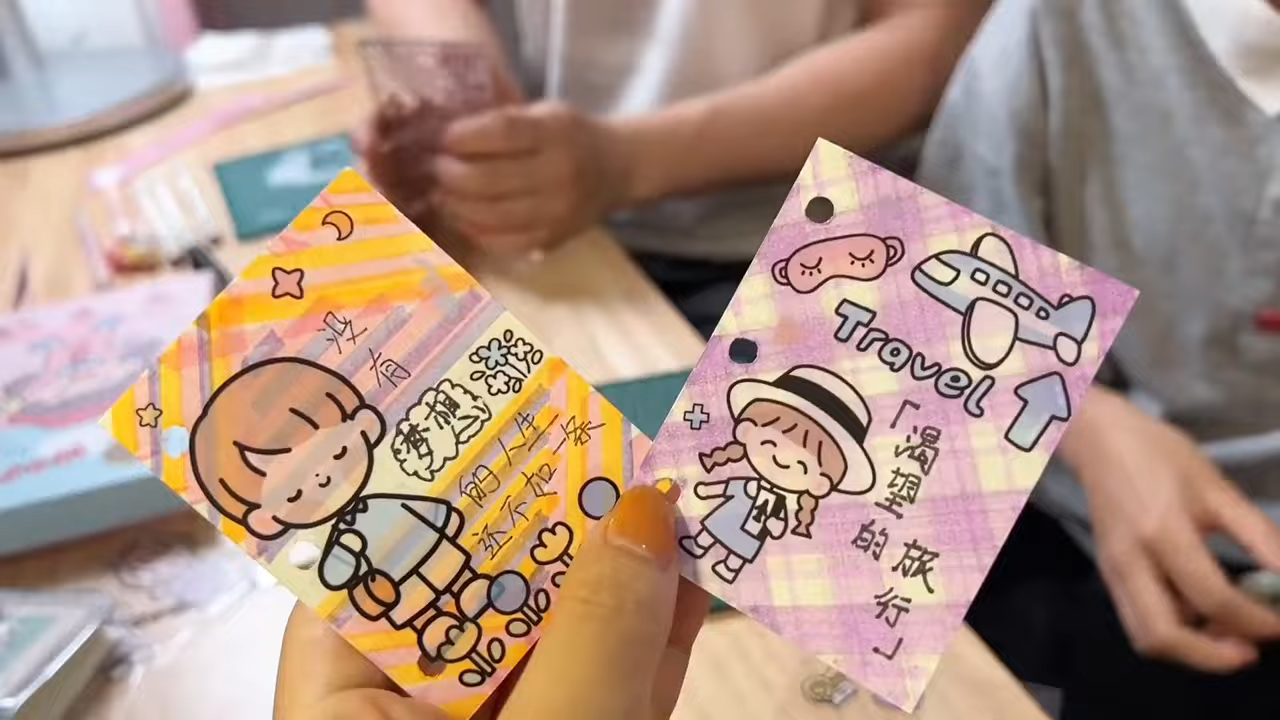 没有
梦想
的人生
还不如一条
Travel
「渴望
的旅
行」